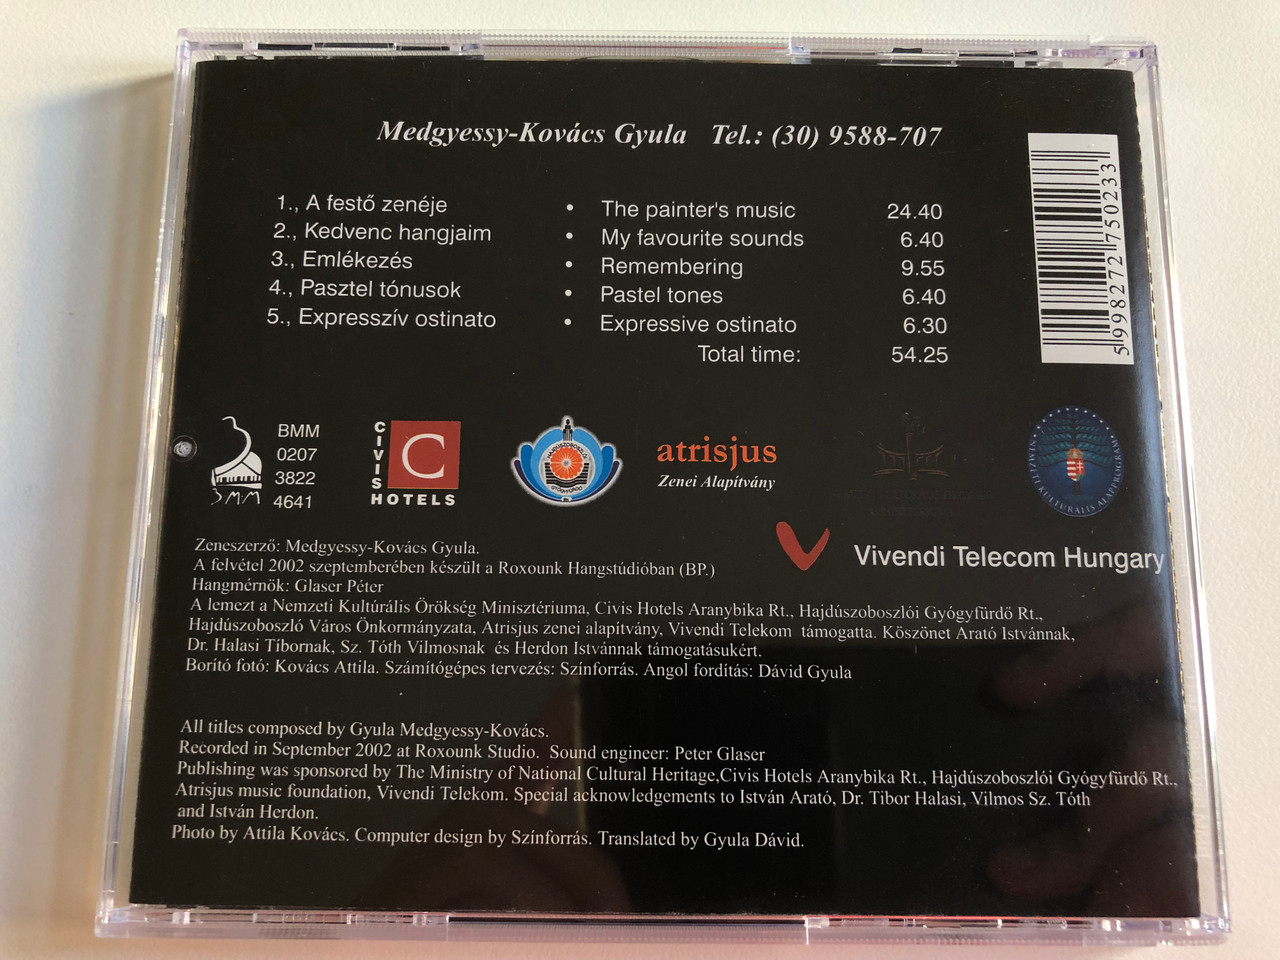 Medgyessy-Kovács Gyula Tel.: (30) 9588-707
1., A festő zenéje • The painter's music 24.40
2., Kedvenc hangjaim • My favourite sounds 6.40
3., Emlékezés • Remembering 9.55
4., Pasztel tónusok • Pastel tones 6.40
5., Expresszív ostinato • Expressive ostinato 6.30
Total time: 54.25
5998272750233
BMM
0207
3822
4641
BMM
CIVIS
C
HOTELS
HAJDÚSZOBOSZLÓI
GYÓGYFÜRDŐ
atrisjus
Zenei Alapítvány
NEMZETI KULTURÁLIS ALAPPROGRAM
Vivendi Telecom Hungary
Zeneszerző: Medgyessy-Kovács Gyula.
A felvétel 2002 szeptemberében készült a Roxounk Hangstúdióban (BP.)
Hangmérnök: Glaser Péter
A lemezt a Nemzeti Kultúrális Örökség Minisztériuma, Civis Hotels Aranybika Rt., Hajdúszoboszlói Gyógyfürdő Rt.,
Hajdúszoboszló Város Önkormányzata, Atrisjus zenei alapítvány, Vivendi Telekom támogatta. Köszönet Arató Istvánnak,
Dr. Halasi Tibornak, Sz. Tóth Vilmosnak és Herdon Istvánnak támogatásukért.
Borító fotó: Kovács Attila. Számítógépes tervezés: Színforrás. Angol fordítás: Dávid Gyula
All titles composed by Gyula Medgyessy-Kovács.
Recorded in September 2002 at Roxounk Studio. Sound engineer: Peter Glaser
Publishing was sponsored by The Ministry of National Cultural Heritage,Civis Hotels Aranybika Rt., Hajdúszoboszlói Gyógyfürdő Rt.,
Atrisjus music foundation, Vivendi Telekom. Special acknowledgements to István Arató, Dr. Tibor Halasi, Vilmos Sz. Tóth
and István Herdon.
Photo by Attila Kovács. Computer design by Színforrás. Translated by Gyula Dávid.